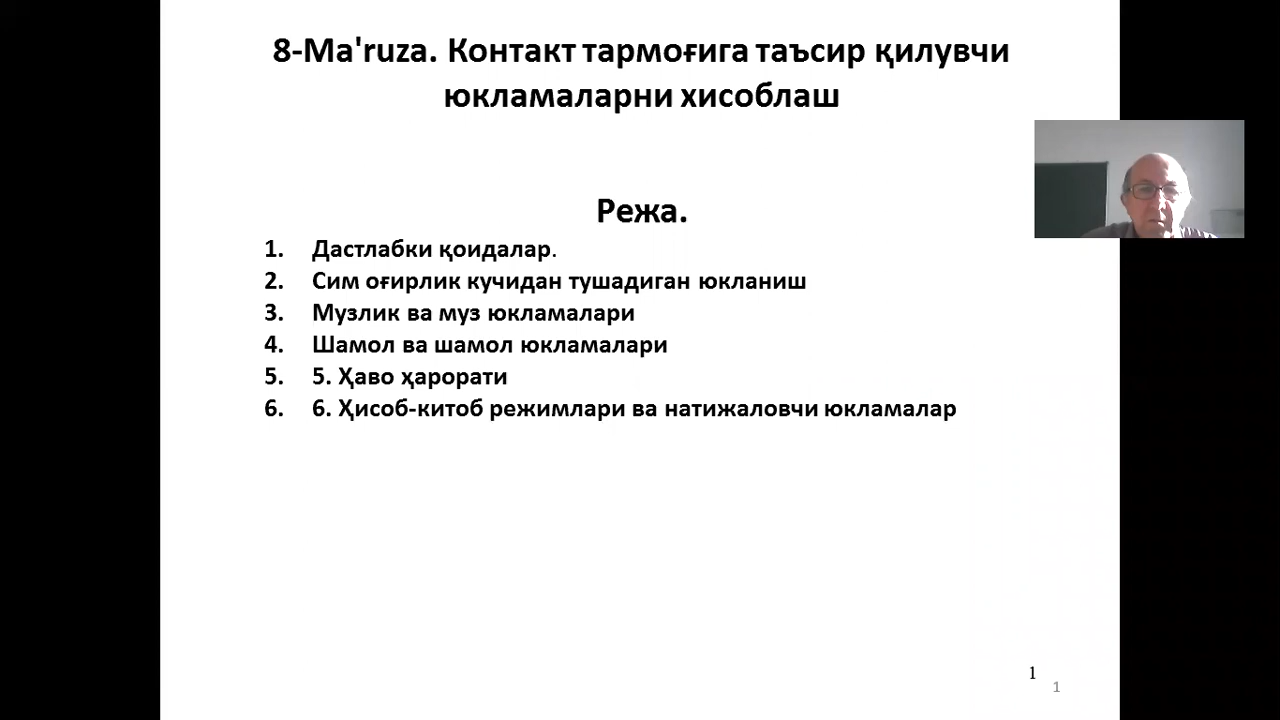 8-Ma'ruza. Контакт тармоғига таъсир қилувчи
юкламаларни хисоблаш
Режа.
1. Дастлабки қоидалар.
2. Сим оғирлик кучидан тушадиган юкланиш
3. Музлик ва муз юкламалари
4. Шамол ва шамол юкламалари
5. 5. Ҳаво ҳарорати
6. 6. Ҳисоб-китоб режимлари ва натижаловчи юкламалар
1
1